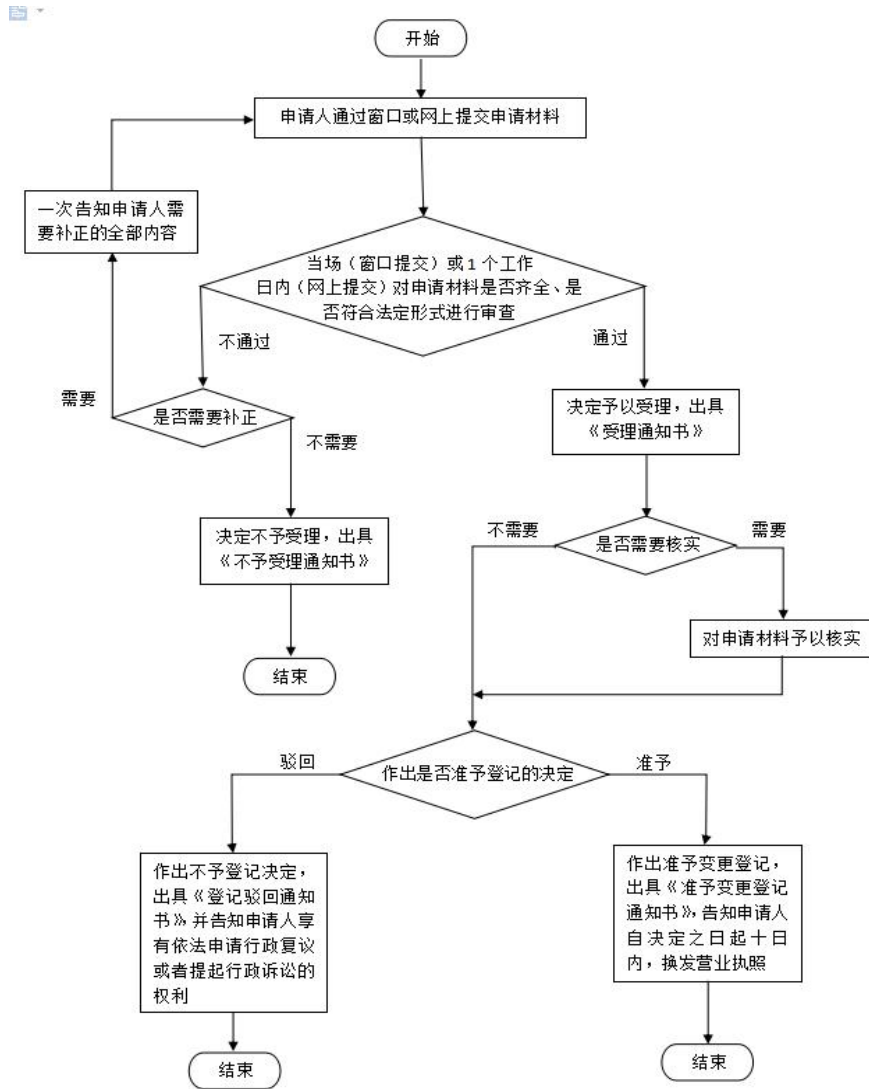 开始
申请人通过窗口或网上提交申请材料
一次告知申请人需
要补正的全部内容
当场（窗口提交）或1个工作
日内（网上提交）对申请材料是否齐全、是
否符合法定形式进行审查
不通过
通过
需要
是否需要补正
不需要
决定予以受理，出具
《受理通知书》
决定不予受理，出具
《不予受理通知书》
不需要
是否需要核实
需要
对申请材料予以核实
结束
驳回
作出是否准予登记的决定
准予
作出不予登记决定，
出具《登记驳回通知
书》，并告知申请人享
有依法申请行政复议
或者提起行政诉讼的
权利
作出准予变更登记，
出具《准予变更登记
通知书》，告知申请人
自决定之日起十日
内，换发营业执照
结束
结束